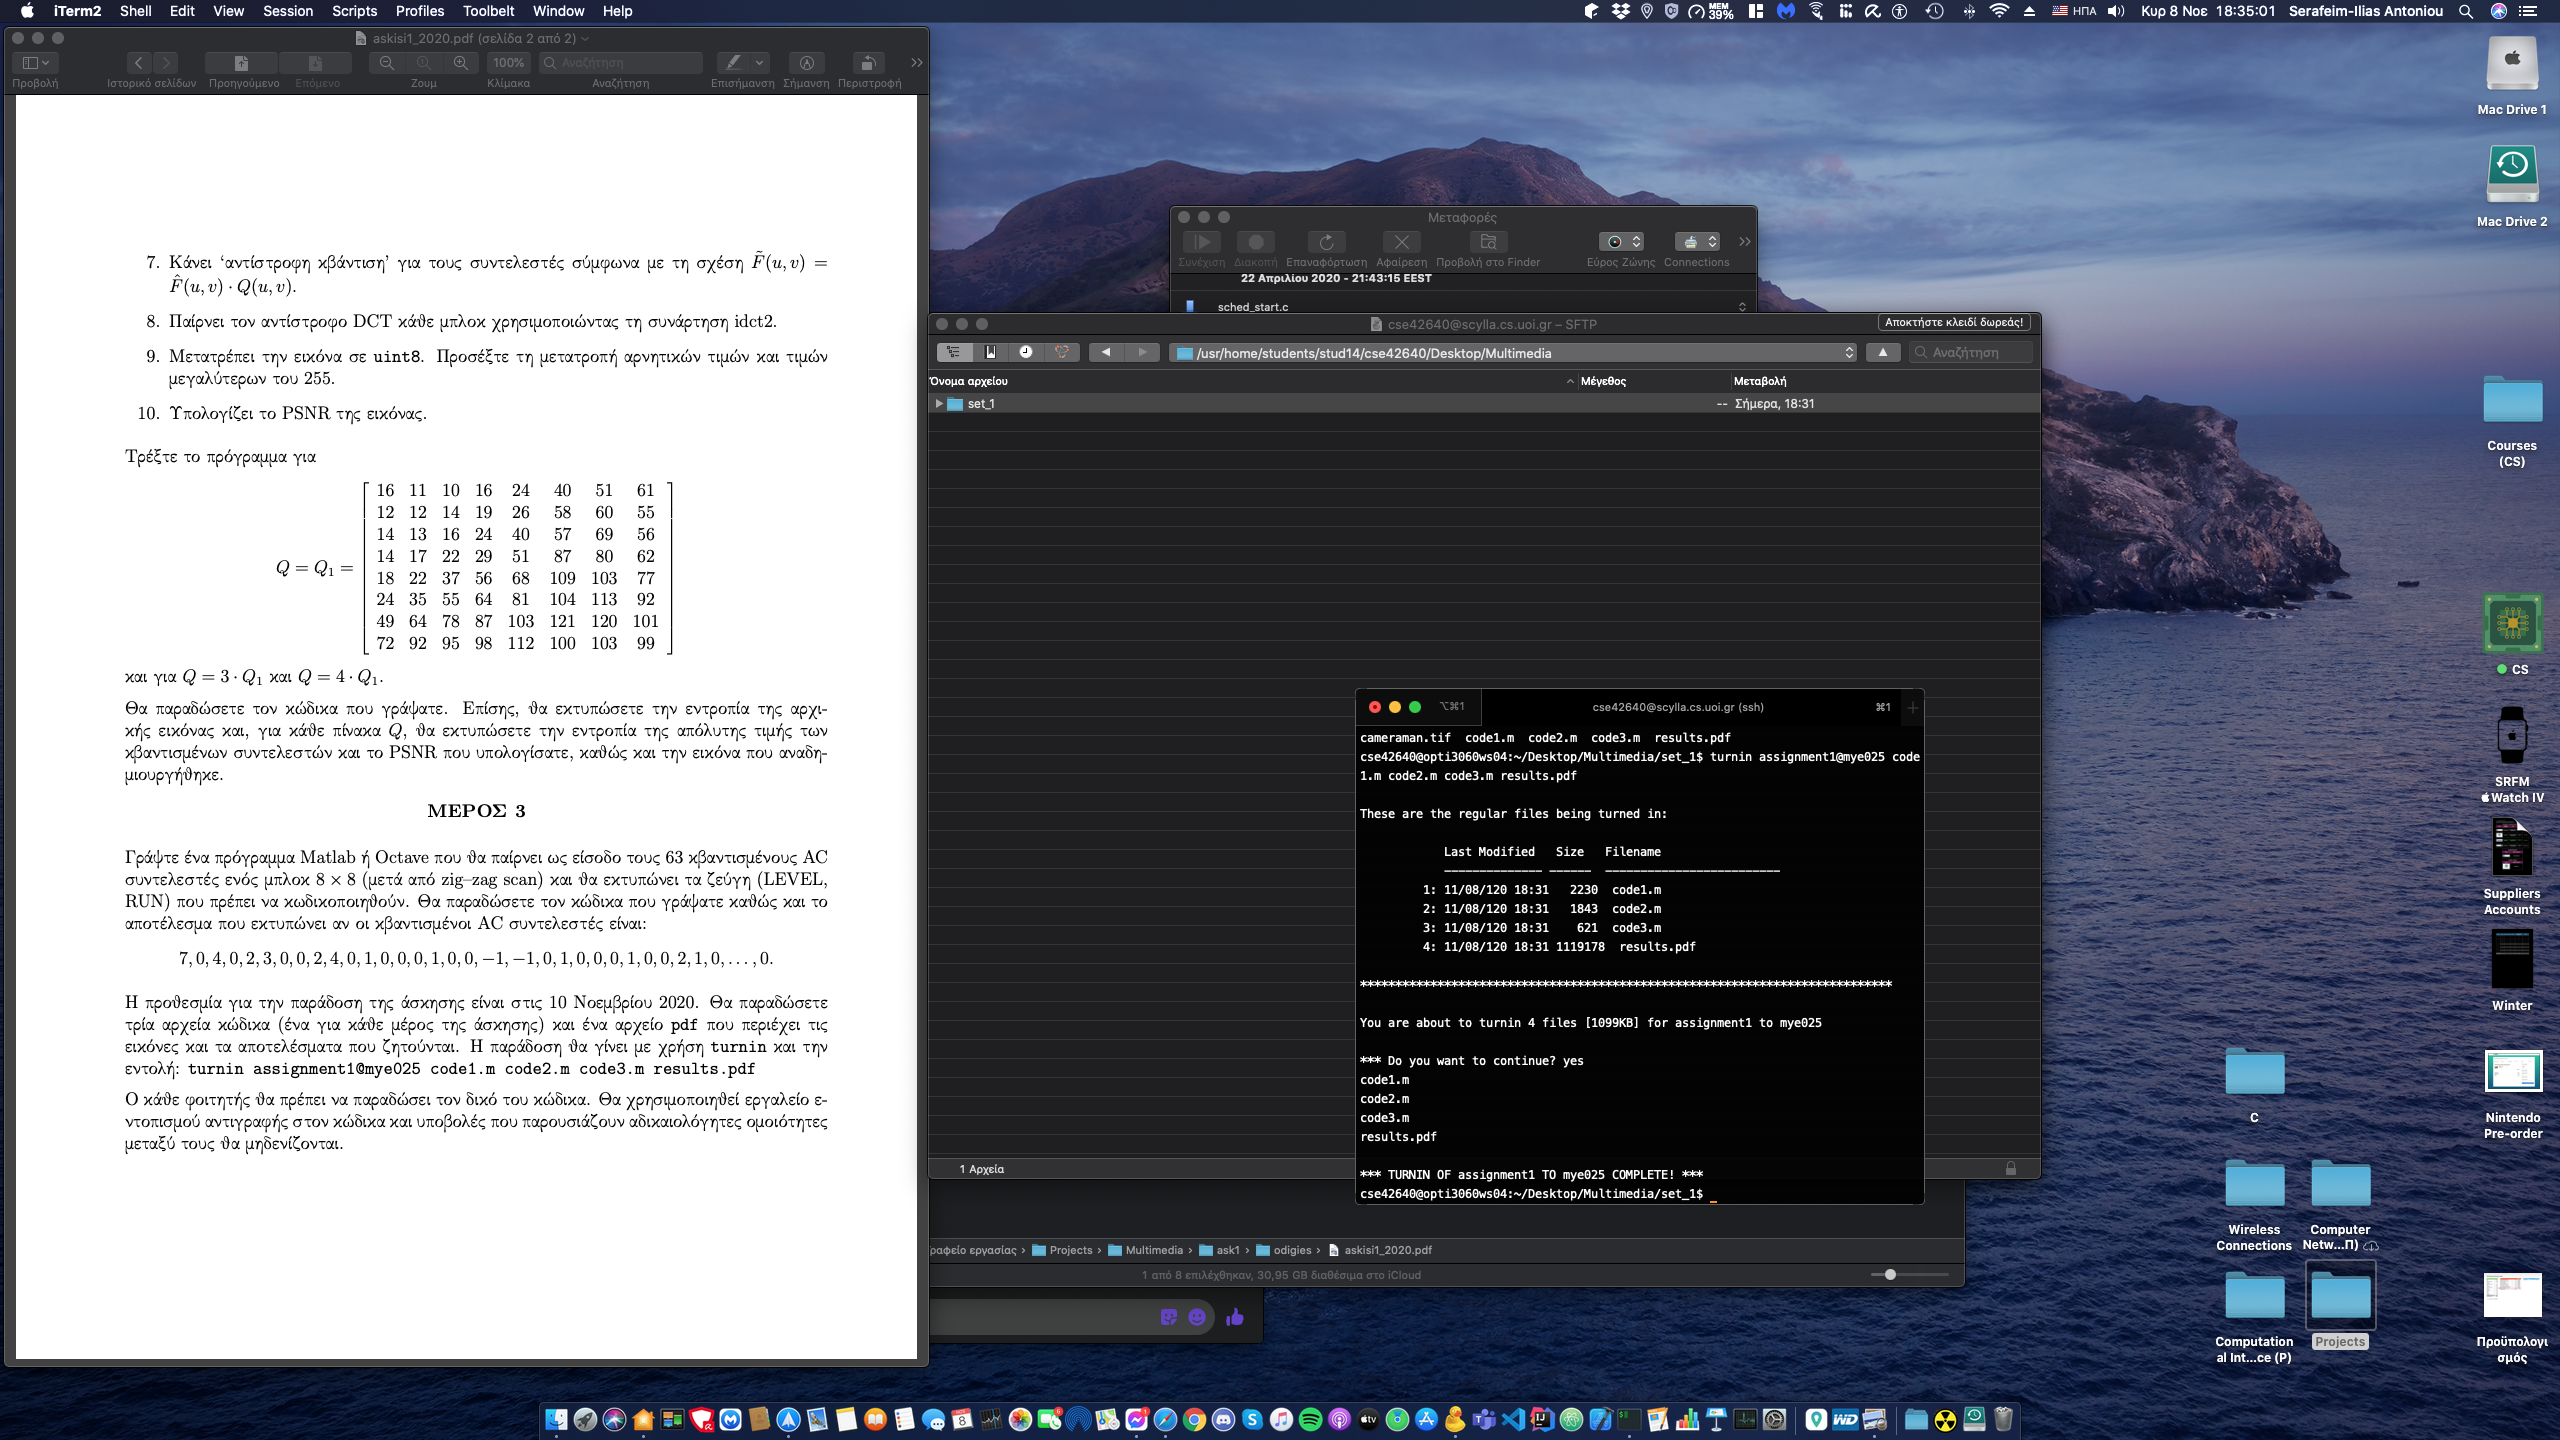 iTerm2 Shell Edit View Session Scripts Profiles Toolbelt Window Help
MEM 39% ΗΠΑ Κυρ 8 Νοε 18:35:01 Serafeim-Ilias Antoniou
askisi1_2020.pdf (σελίδα 2 από 2)
100% Αναζήτηση
Προβολή Ιστορικό σελίδων Προηγούμενο Επόμενο Ζουμ Κλίμακα Αναζήτηση Επισήμανση Σήμανση Περιστροφή
7. Κάνει ‘αντίστροφη κβάντιση’ για τους συντελεστές σύμφωνα με τη σχέση F̃(u, v) =
F̂(u, v) · Q(u, v).
8. Παίρνει τον αντίστροφο DCT κάθε μπλοκ χρησιμοποιώντας τη συνάρτηση idct2.
9. Μετατρέπει την εικόνα σε uint8. Προσέξτε τη μετατροπή αρνητικών τιμών και τιμών
μεγαλύτερων του 255.
10. Υπολογίζει το PSNR της εικόνας.
Τρέξτε το πρόγραμμα για
16 11 10 16 24 40 51 61
12 12 14 19 26 58 60 55
14 13 16 24 40 57 69 56
14 17 22 29 51 87 80 62
Q = Q₁ =
18 22 37 56 68 109 103 77
24 35 55 64 81 104 113 92
49 64 78 87 103 121 120 101
72 92 95 98 112 100 103 99
και για Q = 3 · Q₁ και Q = 4 · Q₁.
Θα παραδώσετε τον κώδικα που γράψατε. Επίσης, θα εκτυπώσετε την εντροπία της αρχι-
κής εικόνας και, για κάθε πίνακα Q, θα εκτυπώσετε την εντροπία της απόλυτης τιμής των
κβαντισμένων συντελεστών και το PSNR που υπολογίσατε, καθώς και την εικόνα που αναδη-
μιουργήθηκε.
ΜΕΡΟΣ 3
Γράψτε ένα πρόγραμμα Matlab ή Octave που θα παίρνει ως είσοδο τους 63 κβαντισμένους AC
συντελεστές ενός μπλοκ 8 × 8 (μετά από zig–zag scan) και θα εκτυπώνει τα ζεύγη (LEVEL,
RUN) που πρέπει να κωδικοποιηθούν. Θα παραδώσετε τον κώδικα που γράψατε καθώς και το
αποτέλεσμα που εκτυπώνει αν οι κβαντισμένοι AC συντελεστές είναι:
7, 0, 4, 0, 2, 3, 0, 0, 2, 4, 0, 1, 0, 0, 0, 1, 0, 0, −1, −1, 0, 1, 0, 0, 0, 1, 0, 0, 2, 1, 0, . . . , 0.
Η προθεσμία για την παράδοση της άσκησης είναι στις 10 Νοεμβρίου 2020. Θα παραδώσετε
τρία αρχεία κώδικα (ένα για κάθε μέρος της άσκησης) και ένα αρχείο pdf που περιέχει τις
εικόνες και τα αποτελέσματα που ζητούνται. Η παράδοση θα γίνει με χρήση turnin και την
εντολή: turnin assignment1@mye025 code1.m code2.m code3.m results.pdf
Ο κάθε φοιτητής θα πρέπει να παραδώσει τον δικό του κώδικα. Θα χρησιμοποιηθεί εργαλείο ε-
ντοπισμού αντιγραφής στον κώδικα και υποβολές που παρουσιάζουν αδικαιολόγητες ομοιότητες
μεταξύ τους θα μηδενίζονται.
Μεταφορές
Συνέχιση Διακοπή Επαναφόρτωση Αφαίρεση Προβολή στο Finder Εύρος Ζώνης Connections
22 Απριλίου 2020 - 21:43:15 EEST
sched_start.c
cse42640@scylla.cs.uoi.gr – SFTP
Αποκτήστε κλειδί δωρεάς!
/usr/home/students/stud14/cse42640/Desktop/Multimedia
Αναζήτηση
Όνομα αρχείου Μέγεθος Μεταβολή
set_1 -- Σήμερα, 18:31
1 Αρχεία
⌥⌘1 cse42640@scylla.cs.uoi.gr (ssh) ⌘1
cameraman.tif code1.m code2.m code3.m results.pdf
cse42640@opti3060ws04:~/Desktop/Multimedia/set_1$ turnin assignment1@mye025 code
1.m code2.m code3.m results.pdf
These are the regular files being turned in:
Last Modified Size Filename
-------------- ------ -------------------------
1: 11/08/120 18:31 2230 code1.m
2: 11/08/120 18:31 1843 code2.m
3: 11/08/120 18:31 621 code3.m
4: 11/08/120 18:31 1119178 results.pdf
****************************************************************************
You are about to turnin 4 files [1099KB] for assignment1 to mye025
*** Do you want to continue? yes
code1.m
code2.m
code3.m
results.pdf
*** TURNIN OF assignment1 TO mye025 COMPLETE! ***
cse42640@opti3060ws04:~/Desktop/Multimedia/set_1$
ραφείο εργασίας › Projects › Multimedia › ask1 › odigies › askisi1_2020.pdf
1 από 8 επιλέχθηκαν, 30,95 GB διαθέσιμα στο iCloud
Mac Drive 1
Mac Drive 2
Courses
(CS)
CS
SRFM
Watch IV
Suppliers
Accounts
Winter
C
Nintendo
Pre-order
Wireless
Connections
Computer
Netw...Π)
Computation
al Int...ce (P)
Projects
Προϋπολογι
σμός
WD